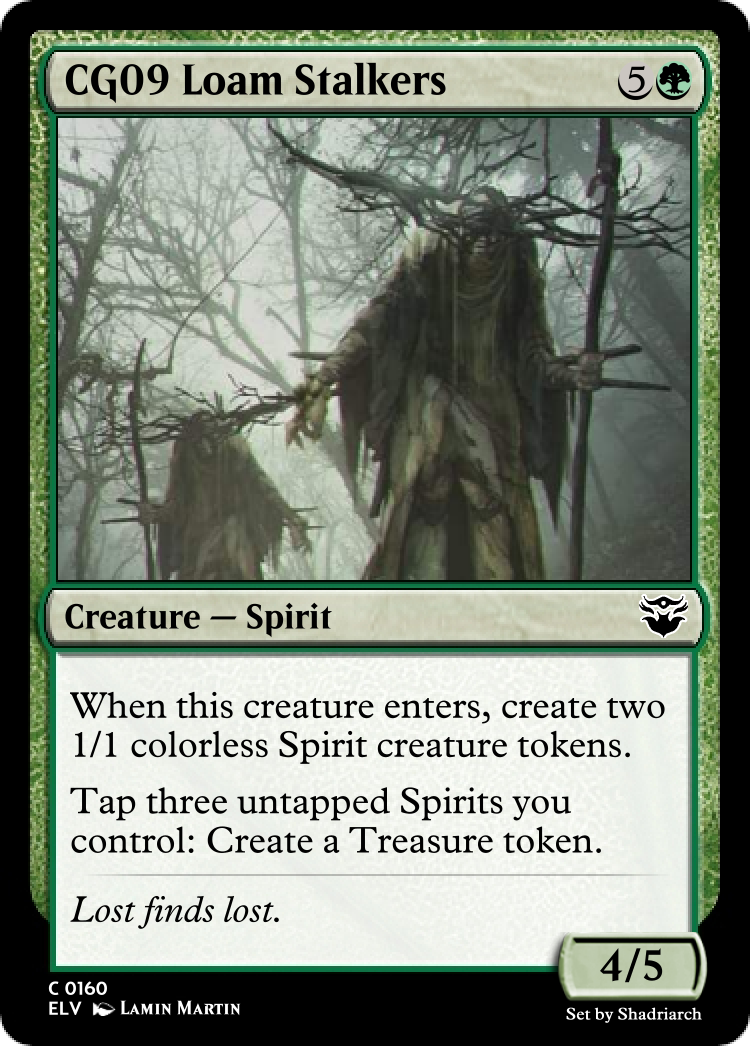 CG09 Loam Stalkers
5
Creature — Spirit
When this creature enters, create two
1/1 colorless Spirit creature tokens.
Tap three untapped Spirits you
control: Create a Treasure token.
Lost finds lost.
4/5
C 0160
ELV LAMIN MARTIN
Set by Shadriarch